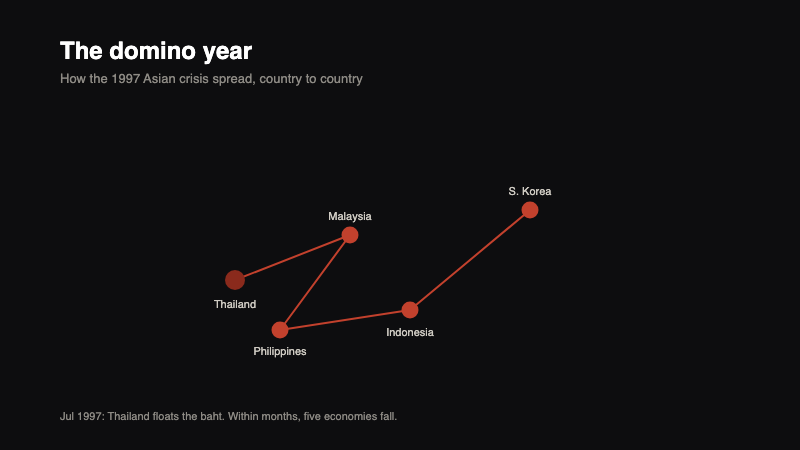 The domino year
How the 1997 Asian crisis spread, country to country
S. Korea
Malaysia
Thailand
Indonesia
Philippines
Jul 1997: Thailand floats the baht. Within months, five economies fall.